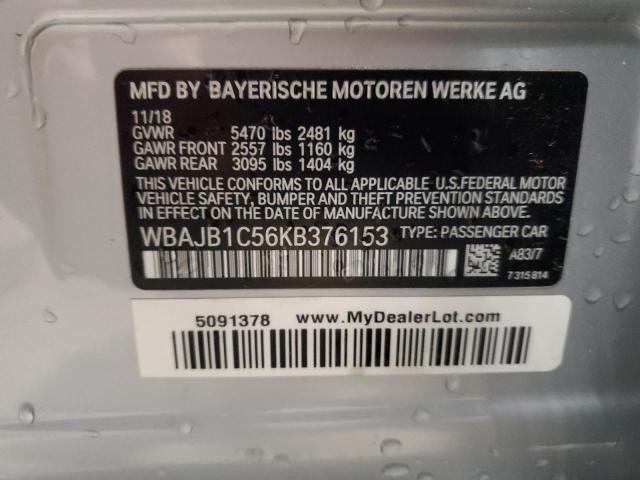 MFD BY BAYERISCHE MOTOREN WERKE AG
11/18
GVWR 5470 lbs 2481 kg
GAWR FRONT 2557 lbs 1160 kg
GAWR REAR 3095 lbs 1404 kg
THIS VEHICLE CONFORMS TO ALL APPLICABLE U.S.FEDERAL MOTOR
VEHICLE SAFETY, BUMPER AND THEFT PREVENTION STANDARDS IN
EFFECT ON THE DATE OF MANUFACTURE SHOWN ABOVE.
WBAJB1C56KB376153 TYPE: PASSENGER CAR
A83/7
7315814
5091378 www.MyDealerLot.com